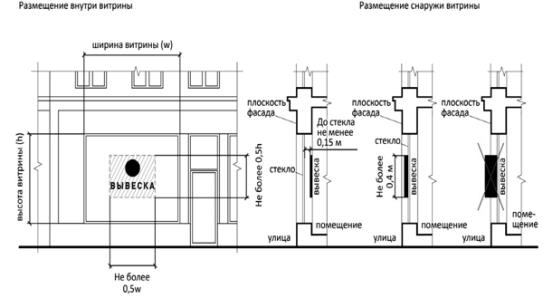 Размещение внутри витрины
Размещение снаружи витрины
ширина витрины (w)
высота витрины (h)
ВЫВЕСКА
Не более 0,5h
Не более
0,5w
плоскость
фасада
До стекла
не менее
0,15 м
стекло
вывеска
улица
помещение
плоскость
фасада
стекло
Не более
0,4 м
вывеска
улица
помещение
плоскость
фасада
вывеска
улица
поме-
щение